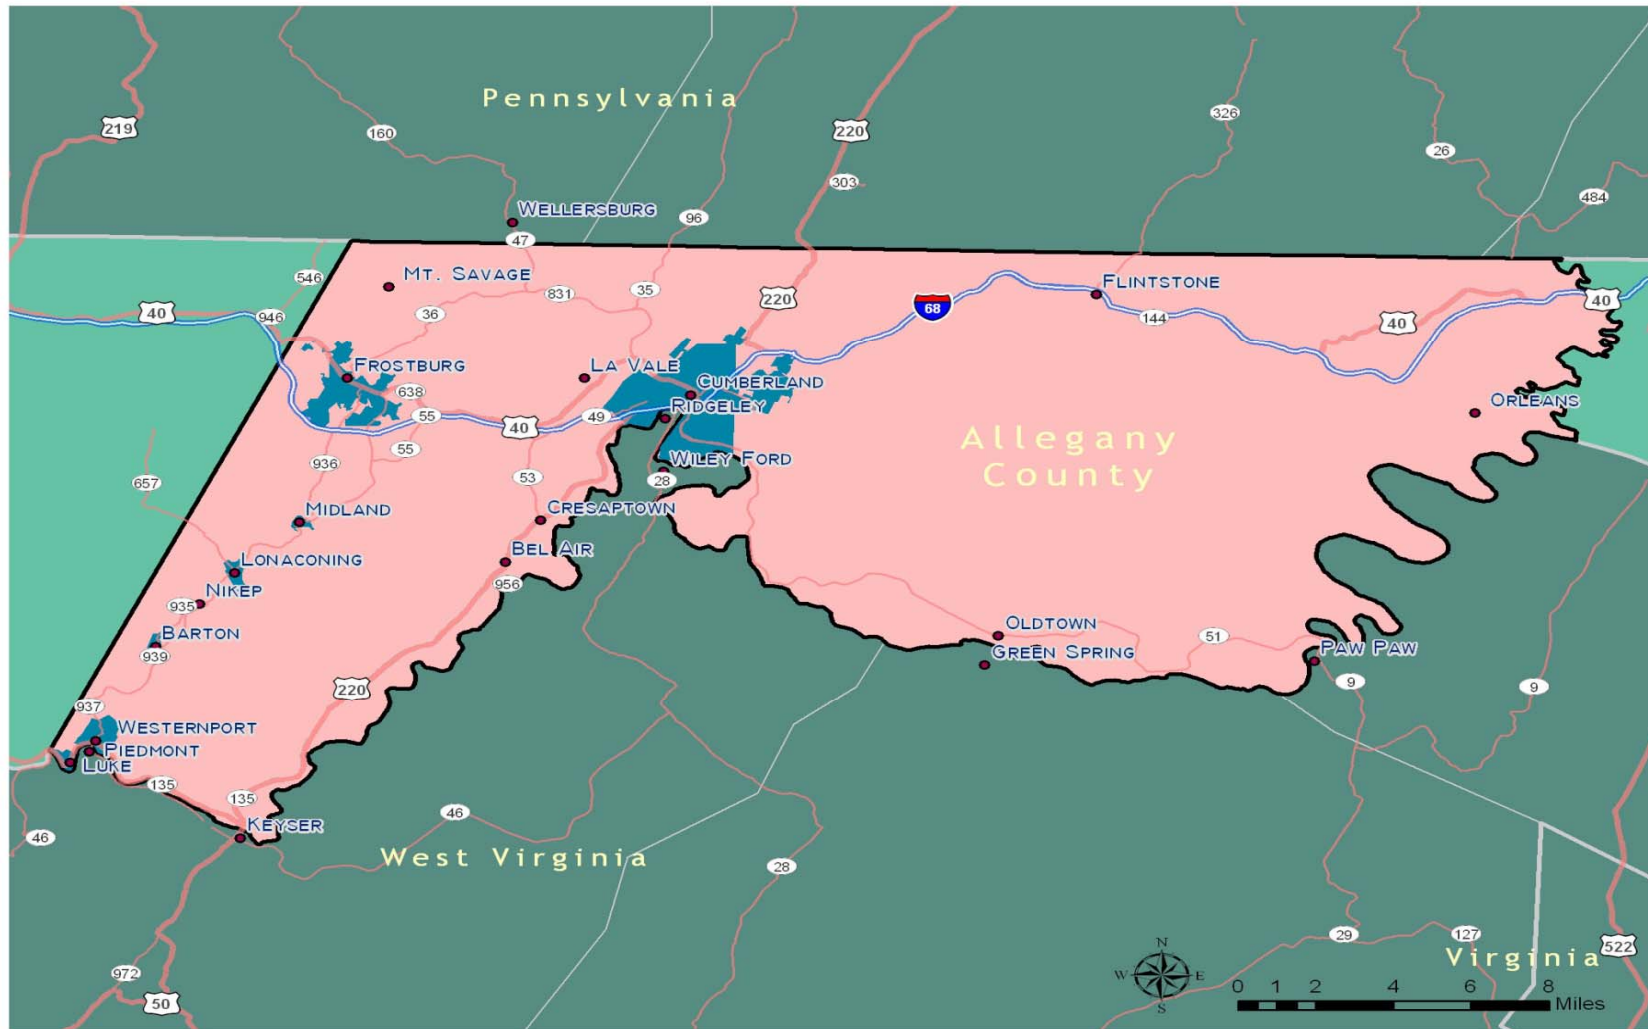 Pennsylvania
219
160
220
326
26
303
484
Wellersburg
96
47
546
Mt. Savage
831
35
220
Flintstone
40
946
36
68
144
40
40
Frostburg
La Vale
638
Cumberland
Orleans
55
49
Ridgeley
40
Allegany
County
936
55
Wiley Ford
657
53
28
Midland
Cresaptown
Lonaconing
Bel Air
956
Nikep
935
Barton
939
Oldtown
51
Green Spring
Paw Paw
220
9
9
937
Westernport
Piedmont
Luke
135
135
Keyser
46
46
West Virginia
28
29
127
522
Virginia
972
50
N
W
E
S
0 1 2 4 6 8
Miles